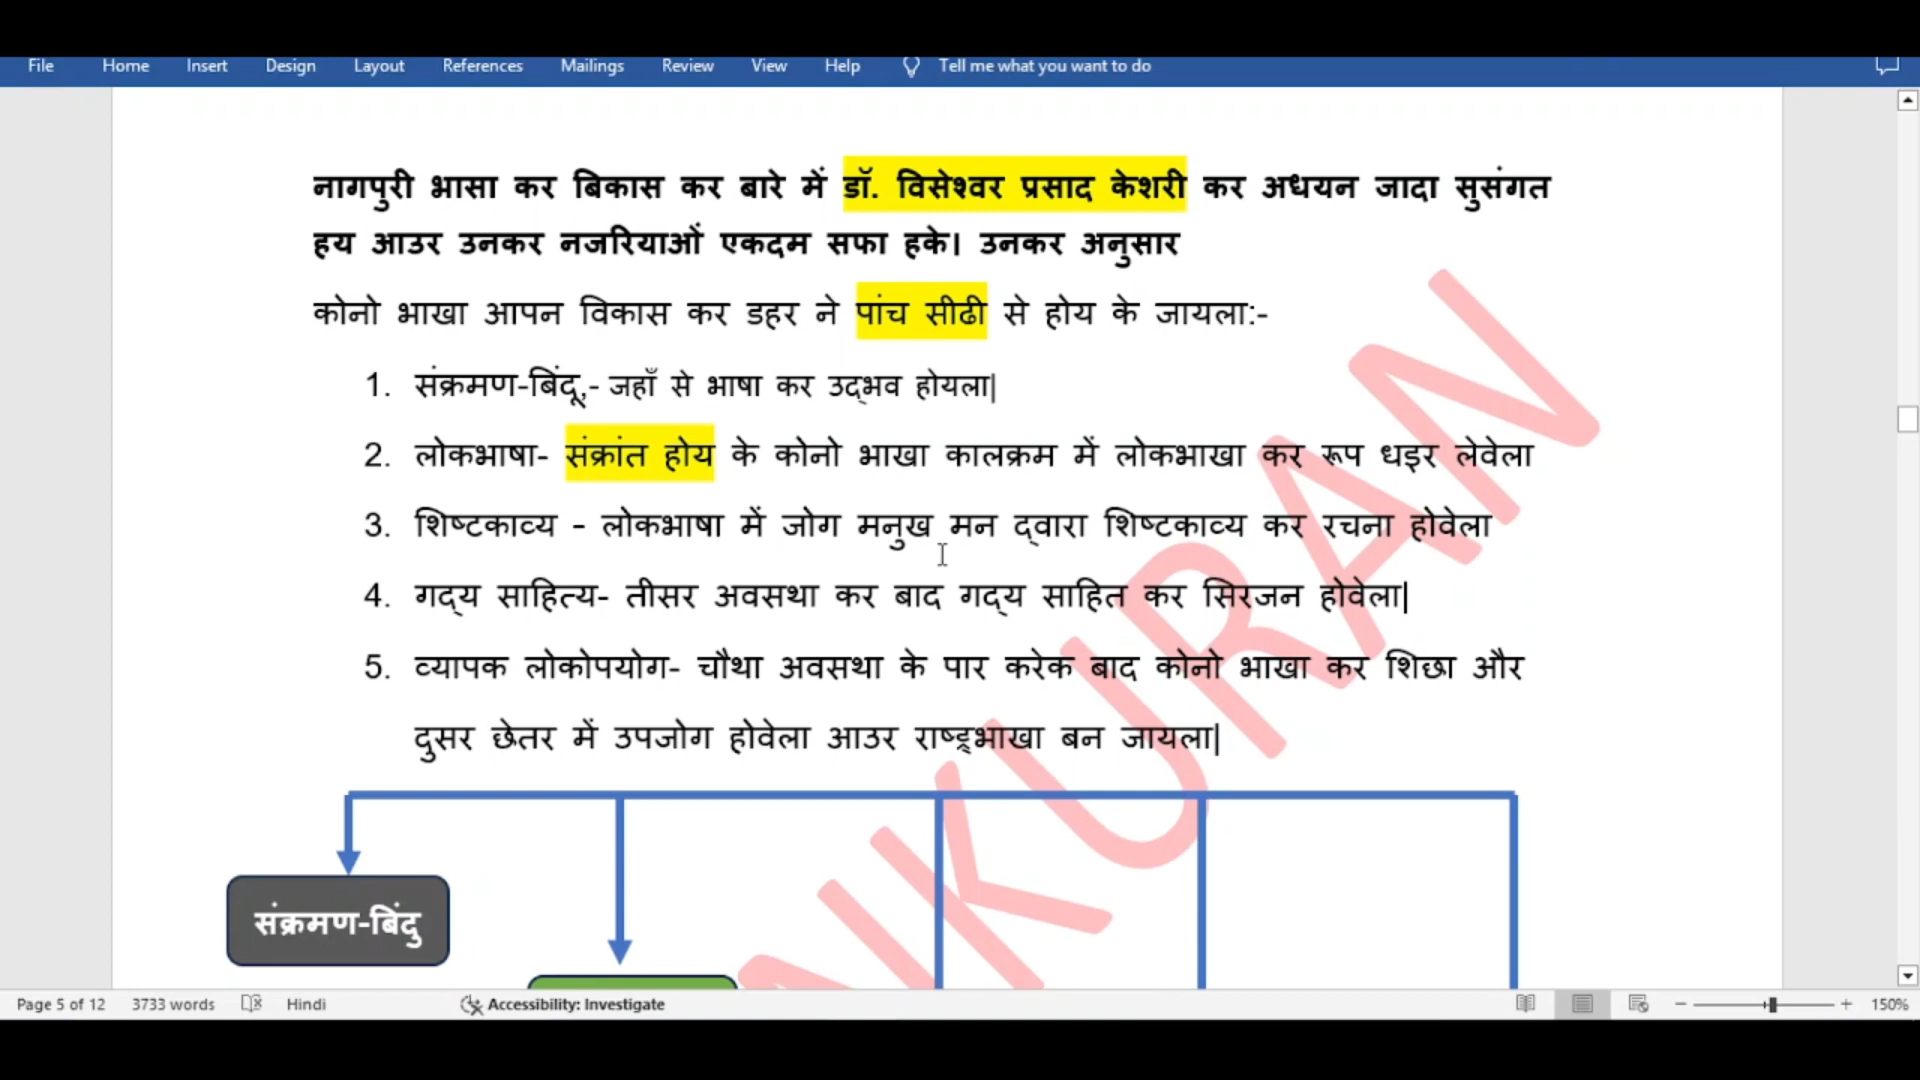 File Home Insert Design Layout References Mailings Review View Help Tell me what you want to do
नागपुरी भासा कर बिकास कर बारे में डॉ. विसेश्वर प्रसाद केशरी कर अधयन जादा सुसंगत
हय आउर उनकर नजरियाओं एकदम सफा हके। उनकर अनुसार
कोनो भाखा आपन विकास कर डहर ने पांच सीढी से होय के जायला:-
1. संक्रमण-बिंदू,- जहाँ से भाषा कर उद्भव होयला|
2. लोकभाषा- संक्रांत होय के कोनो भाखा कालक्रम में लोकभाखा कर रूप धइर लेवेला
3. शिष्टकाव्य – लोकभाषा में जोग मनुख मन द्वारा शिष्टकाव्य कर रचना होवेला
4. गद्य साहित्य- तीसर अवसथा कर बाद गद्य साहित कर सिरजन होवेला|
5. व्यापक लोकोपयोग- चौथा अवसथा के पार करेक बाद कोनो भाखा कर शिछा और
दुसर छेतर में उपजोग होवेला आउर राष्ड्र्भाखा बन जायला|
संक्रमण-बिंदु
ANKURAN
Page 5 of 12 3733 words Hindi Accessibility: Investigate 150%